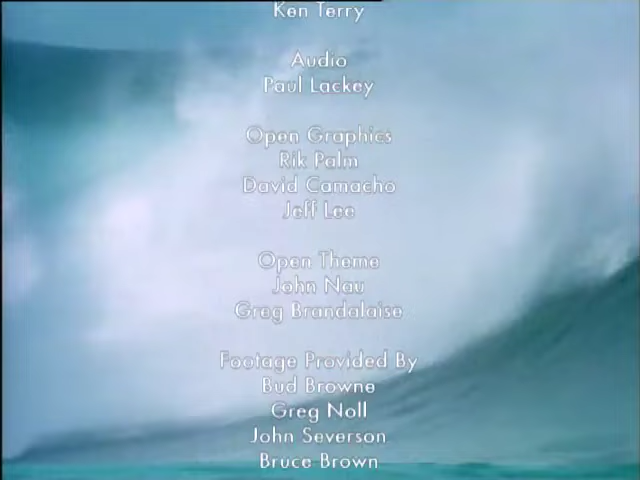 Ken Terry
Audio
Paul Lackey
Open Graphics
Rik Palm
David Camacho
Jeff Lee
Open Theme
John Nau
Greg Brandalaise
Footage Provided By
Bud Browne
Greg Noll
John Severson
Bruce Brown